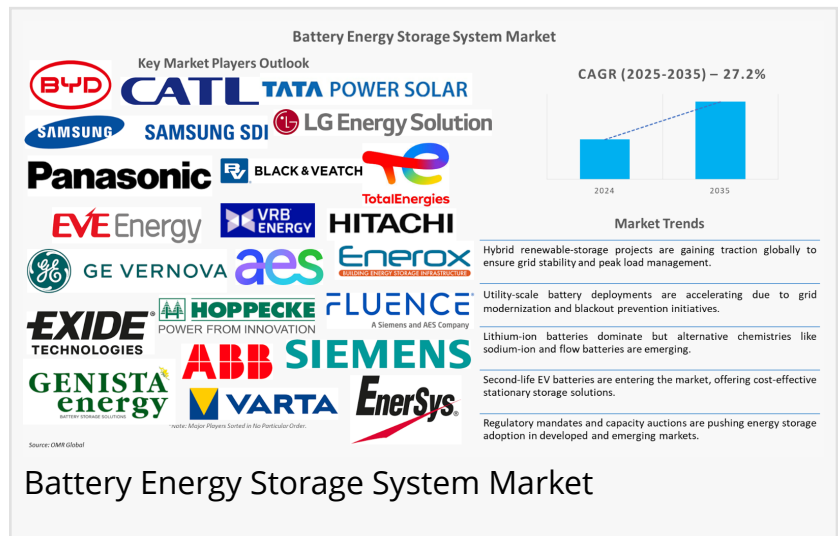 Battery Energy Storage System Market
Key Market Players Outlook
BYD
CATL
TATA POWER SOLAR
SAMSUNG
SAMSUNG SDI
LG Energy Solution
Panasonic
BV BLACK & VEATCH
TotalEnergies
EVE Energy
VRB
ENERGY
HITACHI
GE VERNOVA
aes
Enerox
BUILDING ENERGY STORAGE INFRASTRUCTURE
EXIDE®
TECHNOLOGIES
HOPPECKE
POWER FROM INNOVATION
FLUENCE
A Siemens and AES Company
ABB
SIEMENS
GENISTA
energy
BATTERY STORAGE SOLUTIONS
VARTA
EnerSys®
Major Players Sorted in No Particular Order.
Source: OMR Global
CAGR (2025-2035) – 27.2%
2024
2035
Market Trends
Hybrid renewable-storage projects are gaining traction globally to
ensure grid stability and peak load management.
Utility-scale battery deployments are accelerating due to grid
modernization and blackout prevention initiatives.
Lithium-ion batteries dominate but alternative chemistries like
sodium-ion and flow batteries are emerging.
Second-life EV batteries are entering the market, offering cost-effective
stationary storage solutions.
Regulatory mandates and capacity auctions are pushing energy storage
adoption in developed and emerging markets.
Battery Energy Storage System Market